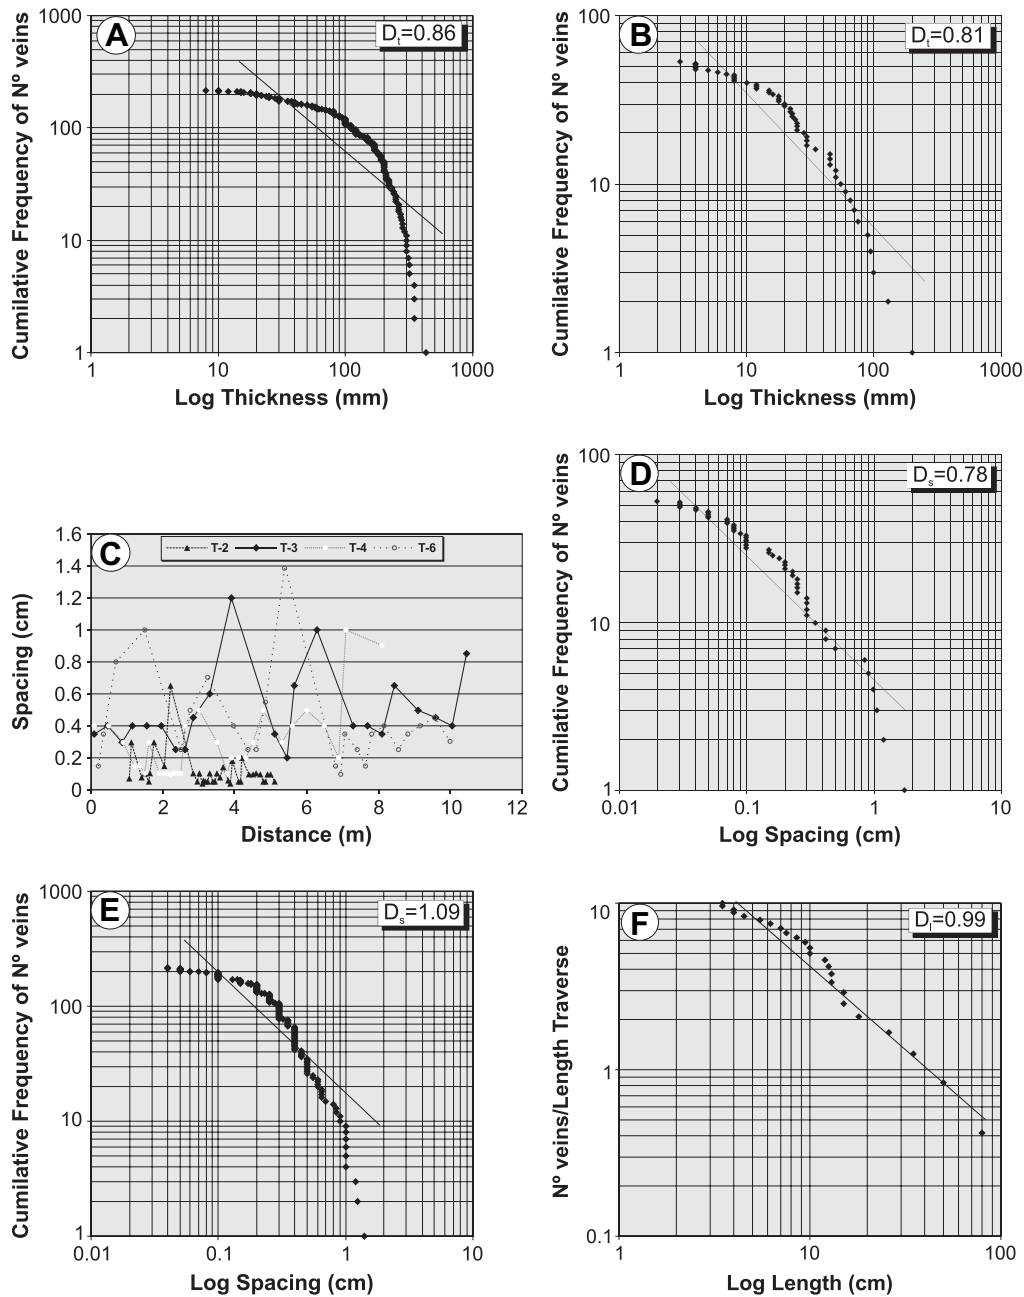 A
Dt=0.86
Cumilative Frequency of Nº veins
1000
100
10
1
1 10 100 1000
Log Thickness (mm)
B
Dt=0.81
Cumilative Frequency of Nº veins
100
10
1
1 10 100 1000
Log Thickness (mm)
C
T-2 T-3 T-4 T-6
Spacing (cm)
1.6
1.4
1.2
1
0.8
0.6
0.4
0.2
0
0 2 4 6 8 10 12
Distance (m)
D
Ds=0.78
Cumilative Frequency of Nº veins
100
10
1
0.01 0.1 1 10
Log Spacing (cm)
E
Ds=1.09
Cumilative Frequency of Nº veins
1000
100
10
1
0.01 0.1 1 10
Log Spacing (cm)
F
Dl=0.99
Nº veins/Length Traverse
10
1
0.1
1 10 100
Log Length (cm)